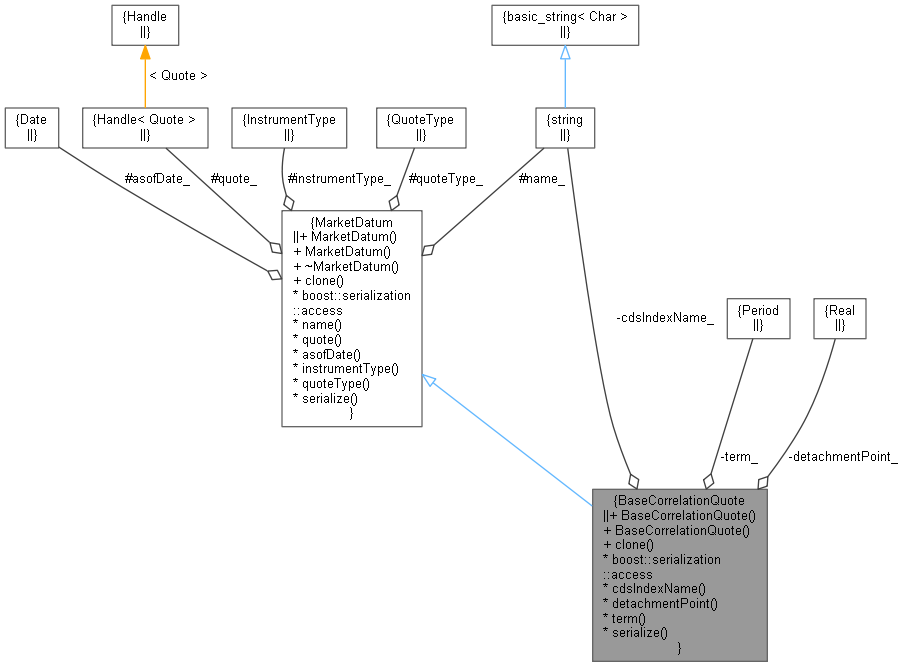 {Handle
||}
{basic_string< Char >
||}
< Quote >
{Date
||}
{Handle< Quote >
||}
{InstrumentType
||}
{QuoteType
||}
{string
||}
#asofDate_
#quote_
#instrumentType_
#quoteType_
#name_
{MarketDatum
||+ MarketDatum()
+ MarketDatum()
+ ~MarketDatum()
+ clone()
* boost::serialization
::access
* name()
* quote()
* asofDate()
* instrumentType()
* quoteType()
* serialize()
}
-cdsIndexName_
{Period
||}
{Real
||}
-term_
-detachmentPoint_
{BaseCorrelationQuote
||+ BaseCorrelationQuote()
+ BaseCorrelationQuote()
+ clone()
* boost::serialization
::access
* cdsIndexName()
* detachmentPoint()
* term()
* serialize()
}